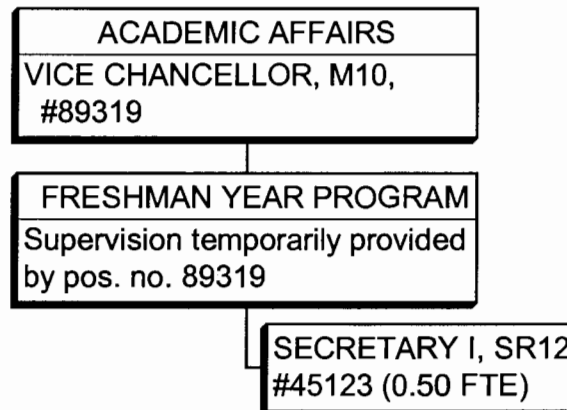 ACADEMIC AFFAIRS
VICE CHANCELLOR, M10,
#89319
FRESHMAN YEAR PROGRAM
Supervision temporarily provided
by pos. no. 89319
SECRETARY I, SR12
#45123 (0.50 FTE)